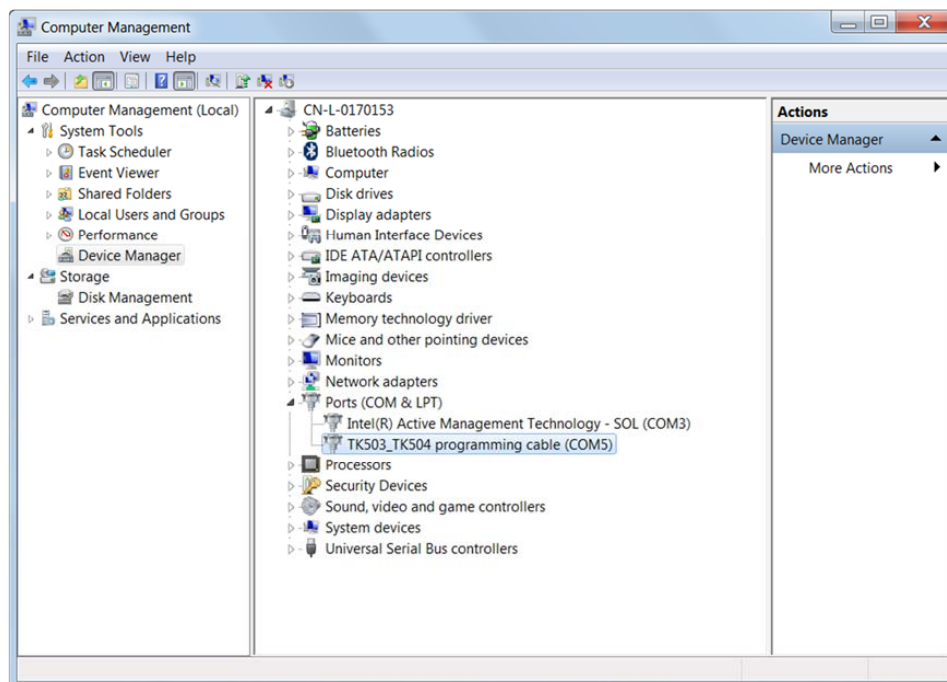 Computer Management
File Action View Help
Computer Management (Local)
System Tools
Task Scheduler
Event Viewer
Shared Folders
Local Users and Groups
Performance
Device Manager
Storage
Disk Management
Services and Applications
CN-L-0170153
Batteries
Bluetooth Radios
Computer
Disk drives
Display adapters
Human Interface Devices
IDE ATA/ATAPI controllers
Imaging devices
Keyboards
Memory technology driver
Mice and other pointing devices
Monitors
Network adapters
Ports (COM & LPT)
Intel(R) Active Management Technology - SOL (COM3)
TK503_TK504 programming cable (COM5)
Processors
Security Devices
Sound, video and game controllers
System devices
Universal Serial Bus controllers
Actions
Device Manager
More Actions